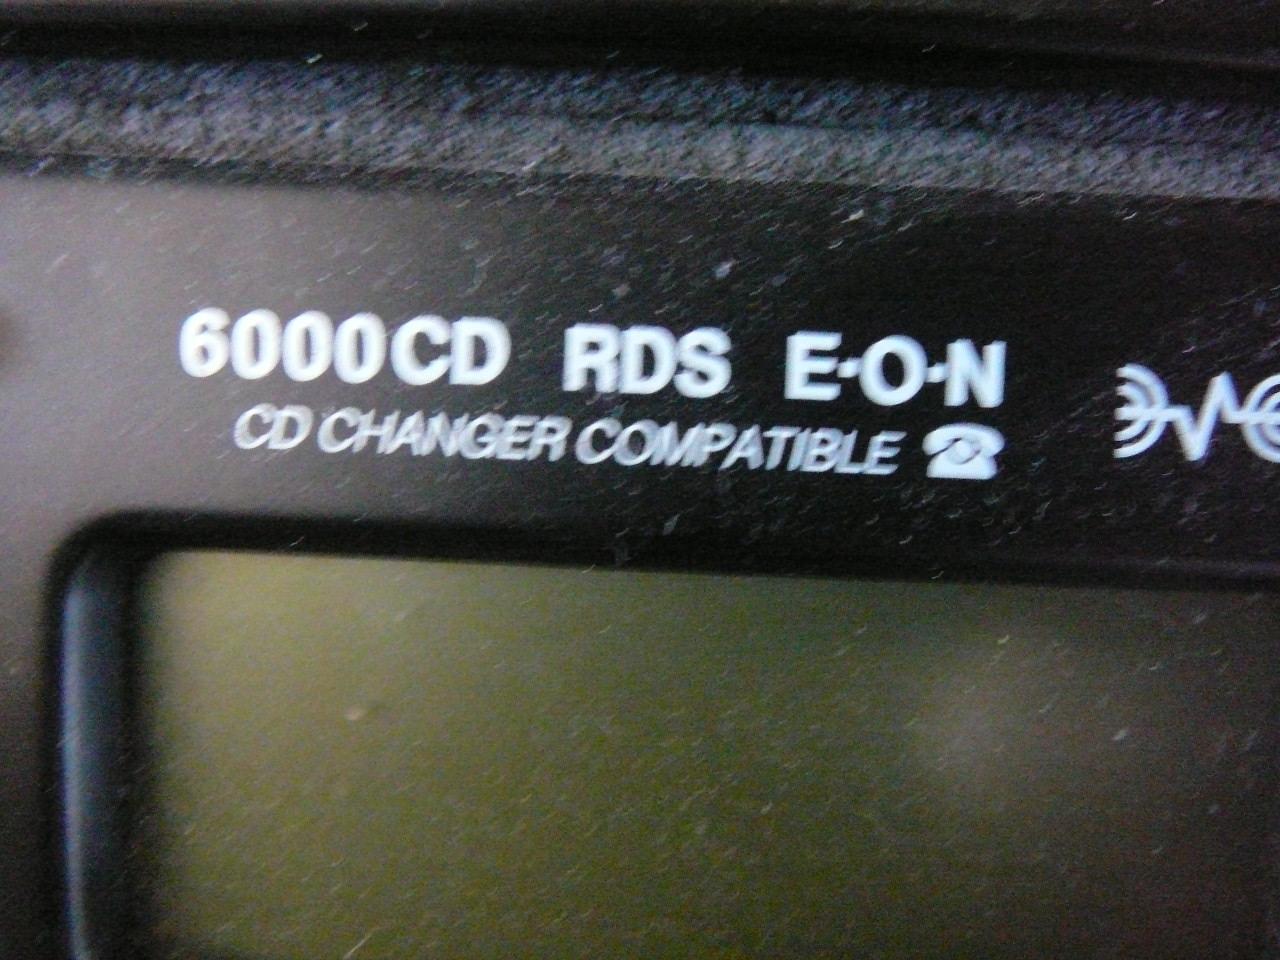 6000CD RDS E·O·N
CD CHANGER COMPATIBLE